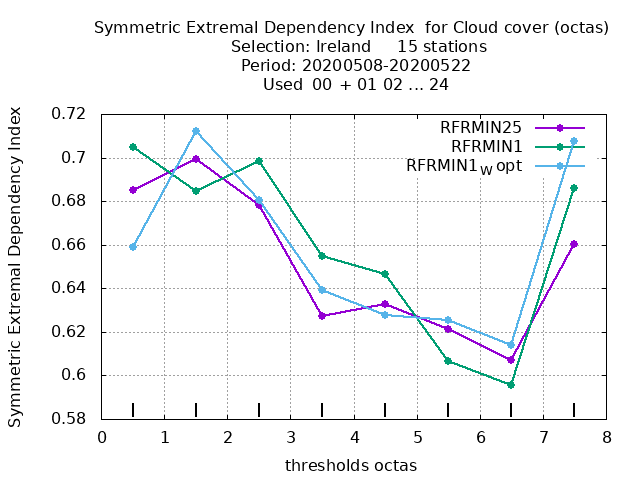 Symmetric Extremal Dependency Index for Cloud cover (octas)
Selection: Ireland 15 stations
Period: 20200508-20200522
Used 00 + 01 02 ... 24
Symmetric Extremal Dependency Index
0.72
0.7
0.68
0.66
0.64
0.62
0.6
0.58
RFRMIN25
RFRMIN1
RFRMIN1W opt
0 1 2 3 4 5 6 7 8
thresholds octas